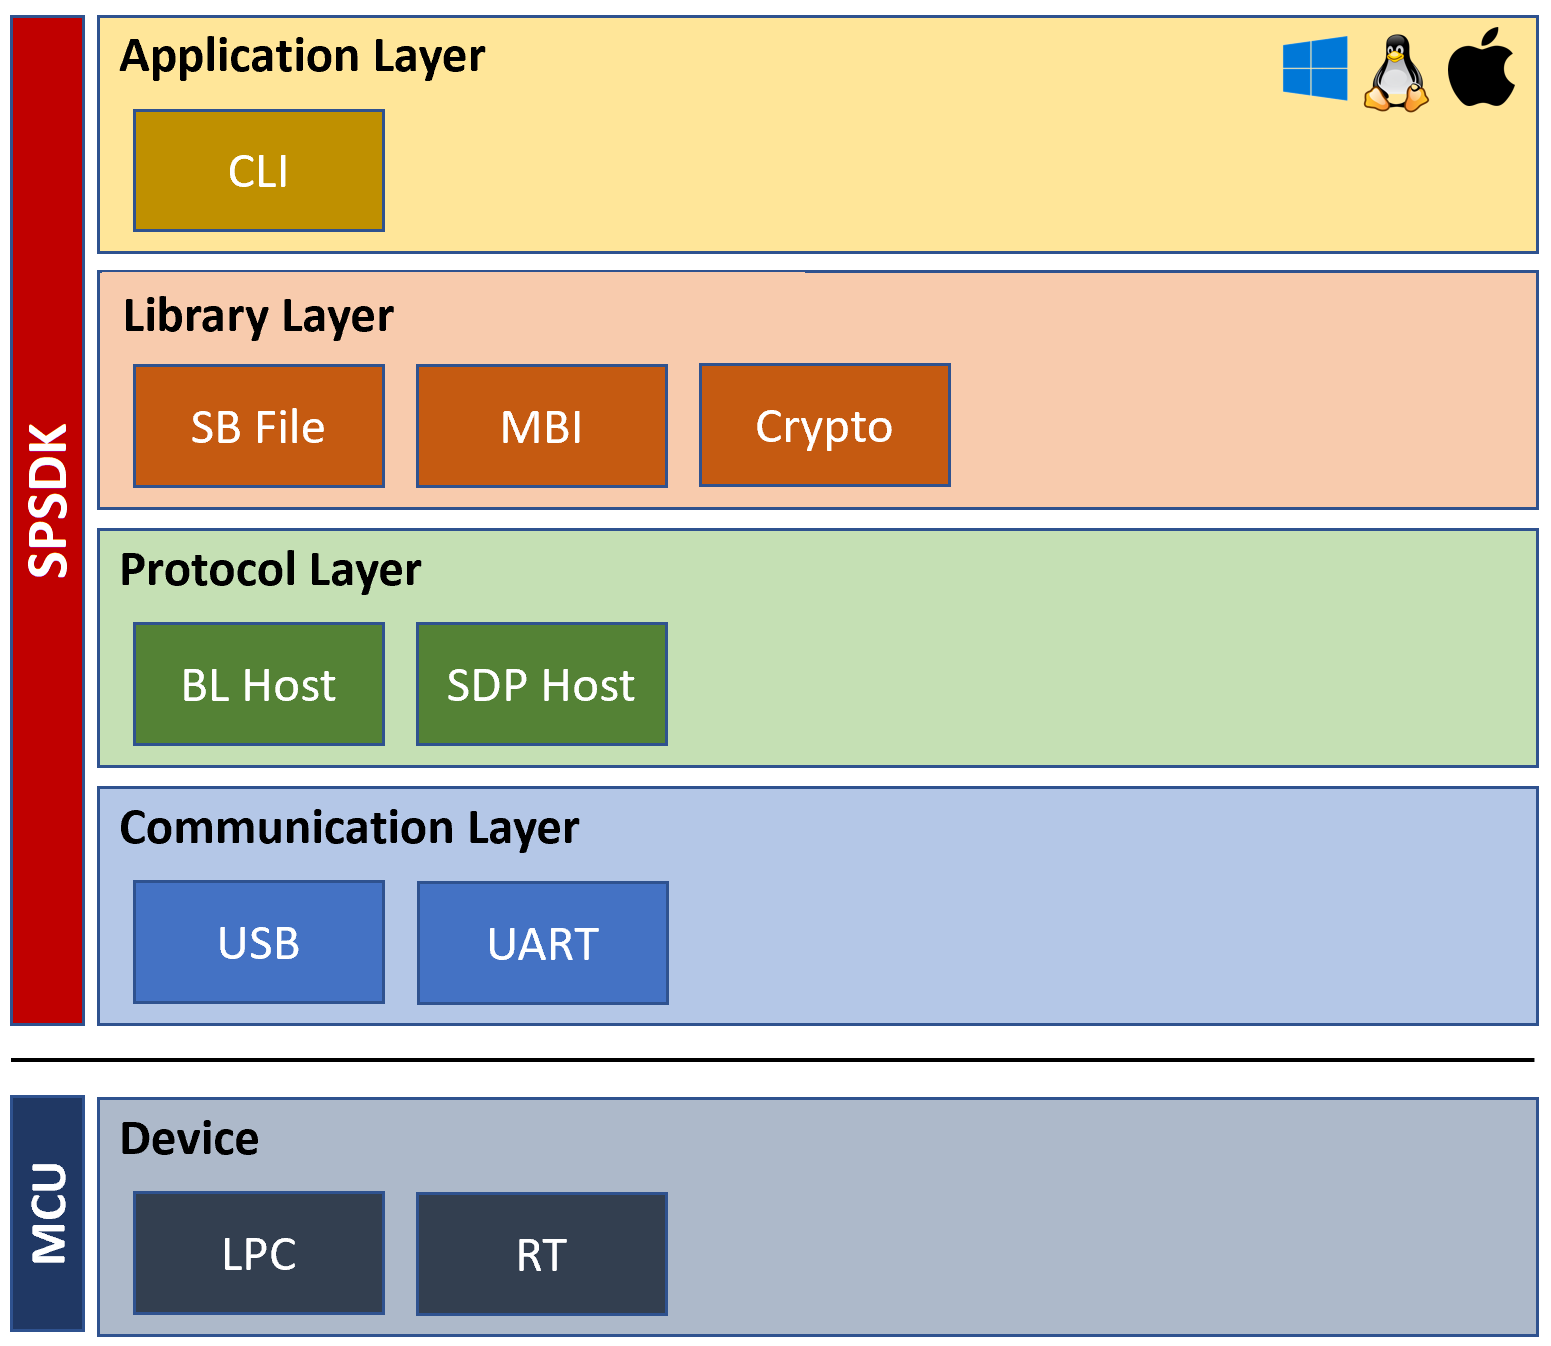 SPSDK
Application Layer
CLI
Library Layer
SB File
MBI
Crypto
Protocol Layer
BL Host
SDP Host
Communication Layer
USB
UART
MCU
Device
LPC
RT